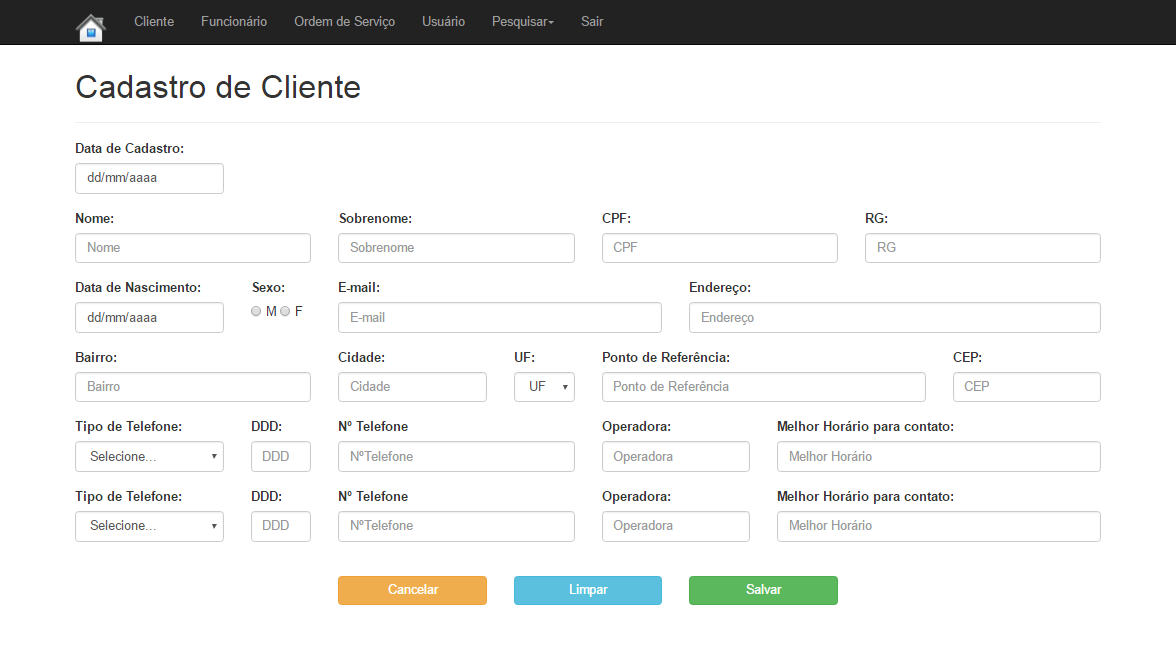 Cliente Funcionário Ordem de Serviço Usuário Pesquisar Sair
Cadastro de Cliente
Data de Cadastro:
dd/mm/aaaa
Nome: Sobrenome: CPF: RG:
Nome Sobrenome CPF RG
Data de Nascimento: Sexo: E-mail: Endereço:
dd/mm/aaaa M F E-mail Endereço
Bairro: Cidade: UF: Ponto de Referência: CEP:
Bairro Cidade UF Ponto de Referência CEP
Tipo de Telefone: DDD: Nº Telefone Operadora: Melhor Horário para contato:
Selecione... DDD NºTelefone Operadora Melhor Horário
Tipo de Telefone: DDD: Nº Telefone Operadora: Melhor Horário para contato:
Selecione... DDD NºTelefone Operadora Melhor Horário
Cancelar Limpar Salvar